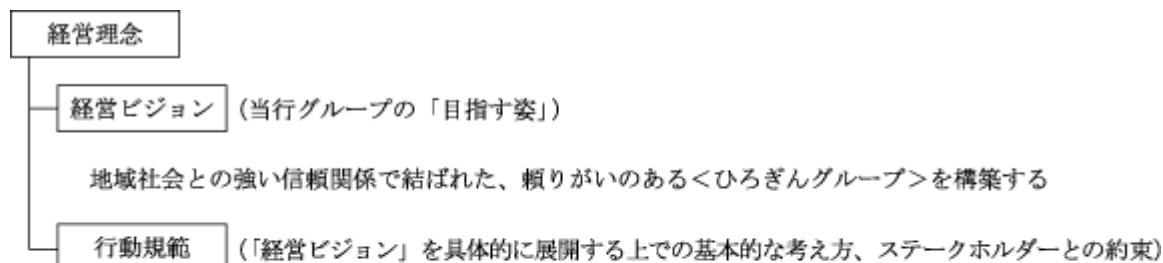 経営理念
経営ビジョン (当行グループの「目指す姿」)
地域社会との強い信頼関係で結ばれた、頼りがいのある＜ひろぎんグループ＞を構築する
行動規範 (「経営ビジョン」を具体的に展開する上での基本的な考え方、ステークホルダーとの約束)